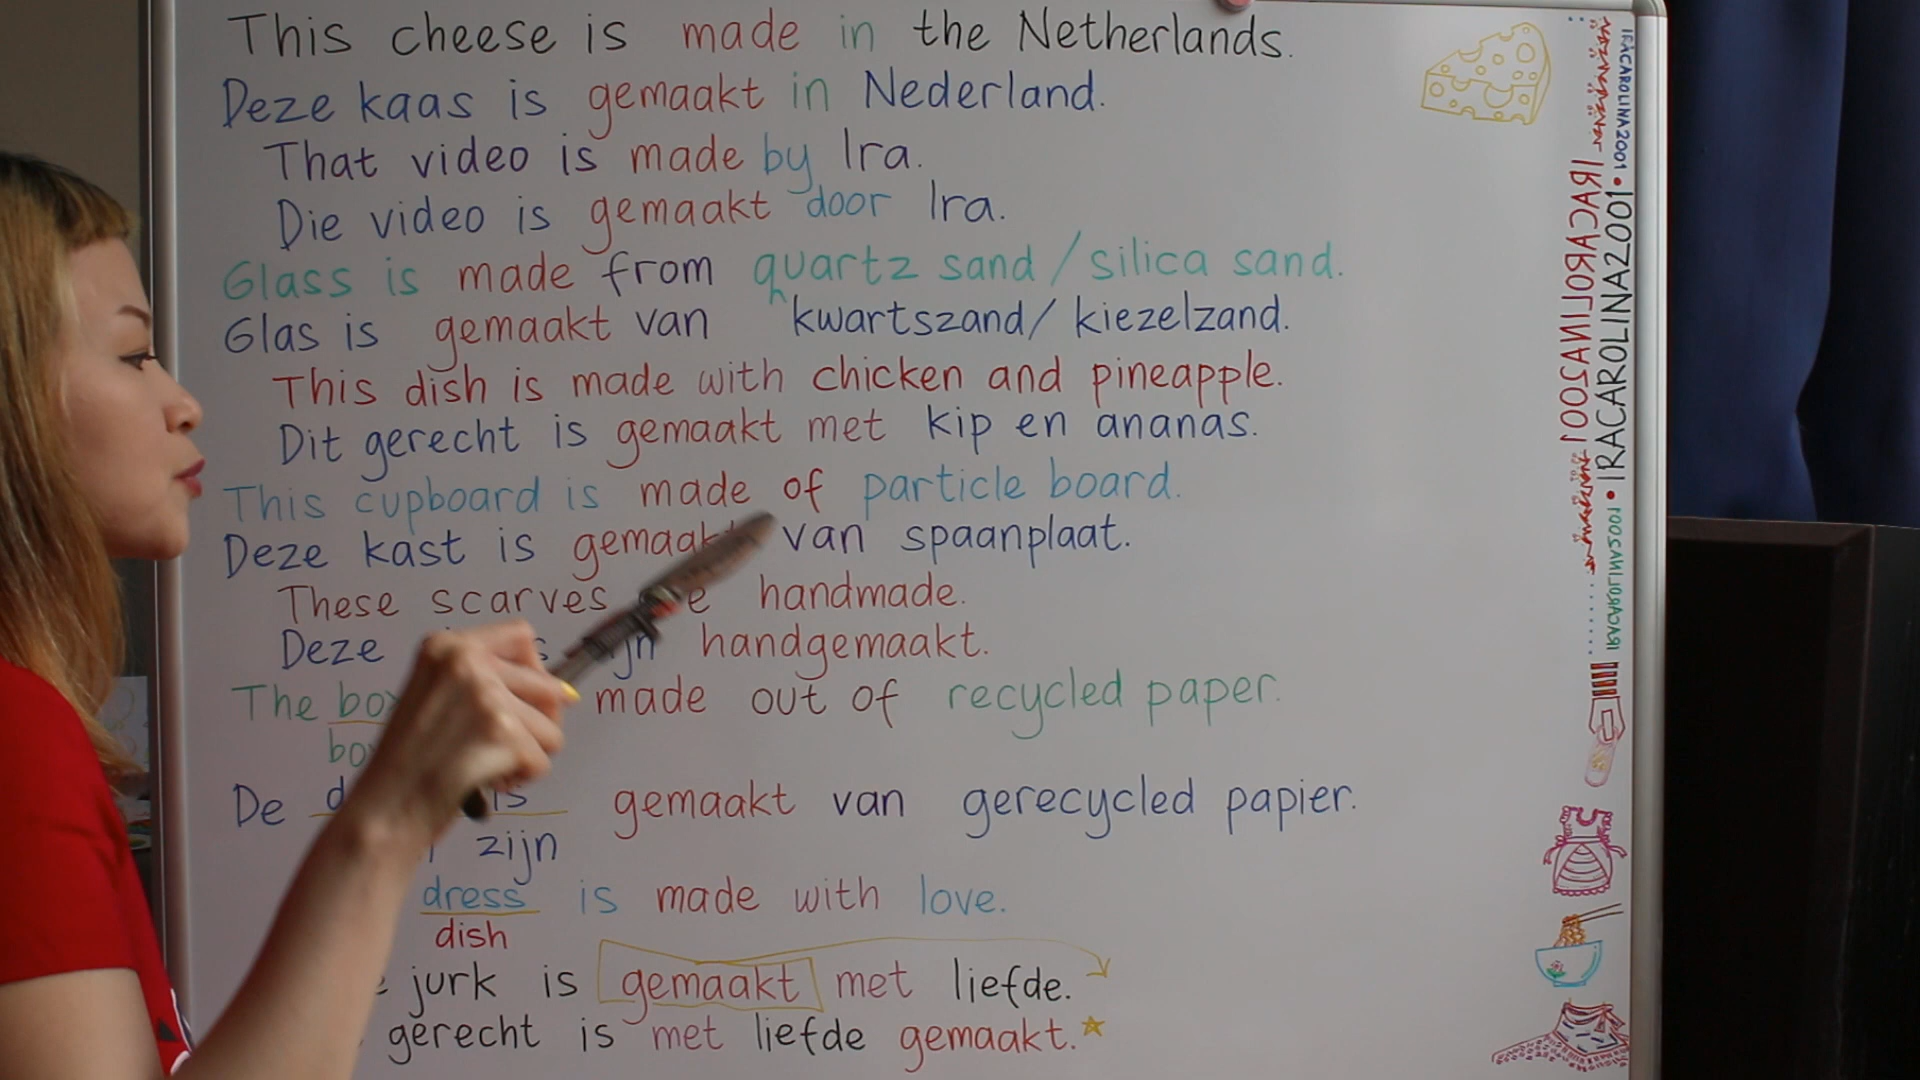 This cheese is made in the Netherlands.
Deze kaas is gemaakt in Nederland.
That video is made by Ira.
Die video is gemaakt door Ira.
Glass is made from quartz sand / silica sand.
Glas is gemaakt van kwartszand / kiezelzand.
This dish is made with chicken and pineapple.
Dit gerecht is gemaakt met kip en ananas.
This cupboard is made of particle board.
Deze kast is gemaakt van spaanplaat.
These scarves handmade.
Deze handgemaakt.
The made out of recycled paper.
De is gemaakt van gerecycled papier.
zijn
dress is made with love.
dish
jurk is gemaakt met liefde.
gerecht is met liefde gemaakt.
IRACAROLINA2001
IRACAROLINA2001
IRACAROLINA2001
IRACAROLINA2001